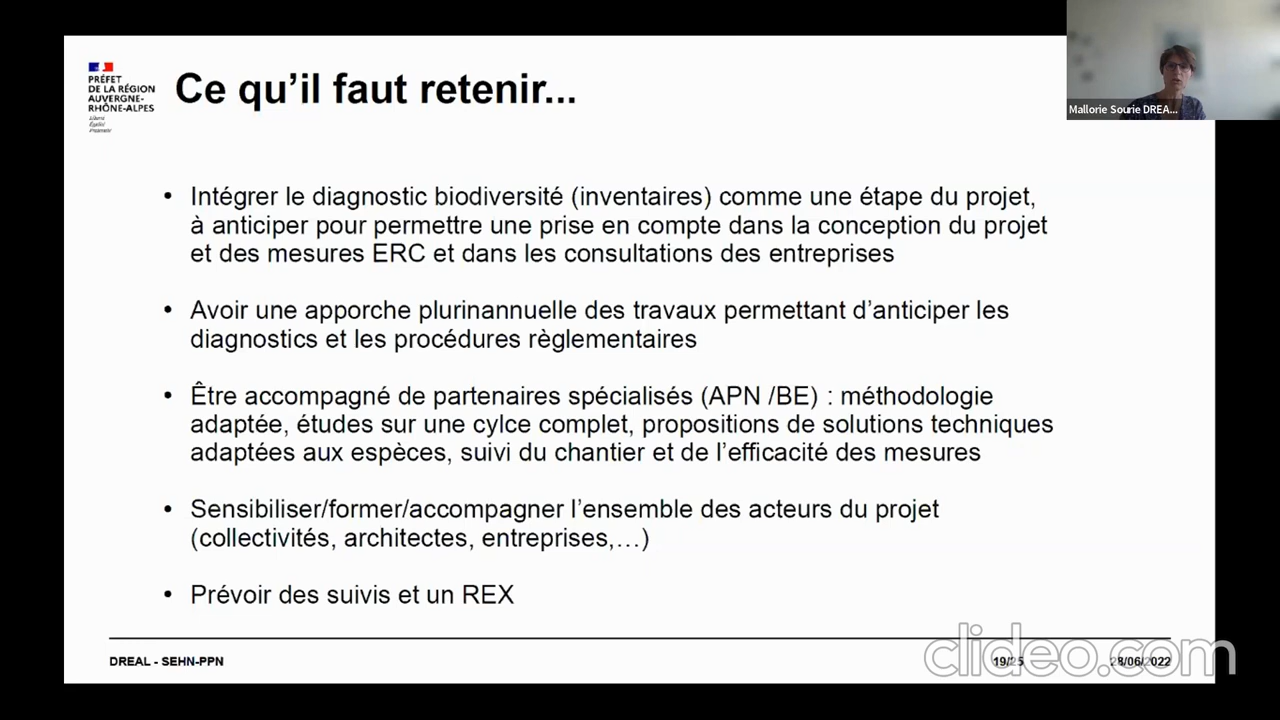 PRÉFET
DE LA RÉGION
AUVERGNE-
RHÔNE-ALPES
Liberté
Égalité
Fraternité
Ce qu'il faut retenir...
Mallorie Sourie DREA...
• Intégrer le diagnostic biodiversité (inventaires) comme une étape du projet,
à anticiper pour permettre une prise en compte dans la conception du projet
et des mesures ERC et dans les consultations des entreprises
• Avoir une apporche plurinannuelle des travaux permettant d'anticiper les
diagnostics et les procédures règlementaires
• Être accompagné de partenaires spécialisés (APN /BE) : méthodologie
adaptée, études sur une cylce complet, propositions de solutions techniques
adaptées aux espèces, suivi du chantier et de l'efficacité des mesures
• Sensibiliser/former/accompagner l'ensemble des acteurs du projet
(collectivités, architectes, entreprises,…)
• Prévoir des suivis et un REX
DREAL - SEHN-PPN
19/25
28/06/2022
clideo.com